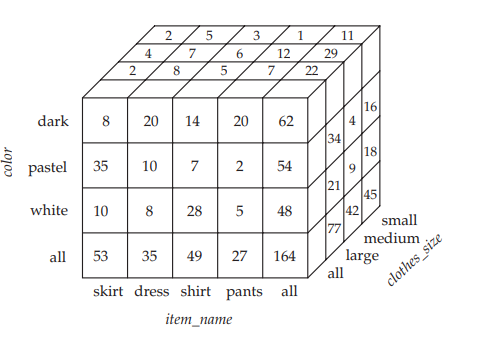 2 5 3 1 11
4 7 6 12 29
2 8 5 7 22
dark 8 20 14 20 62
pastel 35 10 7 2 54
white 10 8 28 5 48
all 53 35 49 27 164
34 4 16
21 9 18
77 42 45
skirt dress shirt pants all
all
large
medium
small
color
item_name
clothes_size